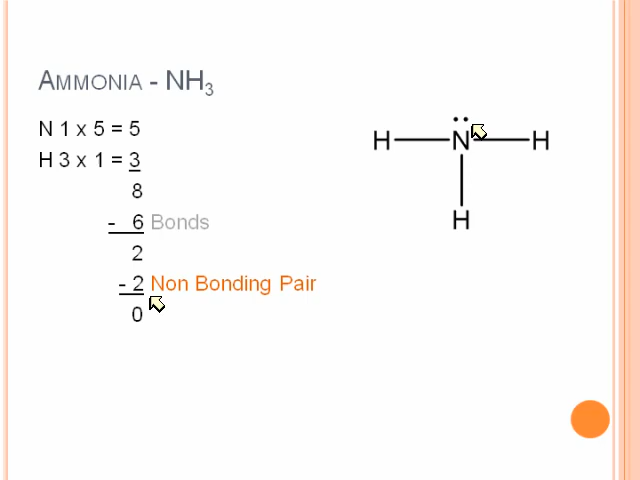 AMMONIA - NH3
N 1 x 5 = 5
H 3 x 1 = 3
8
- 6 Bonds
2
- 2 Non Bonding Pair
0
H N H
H